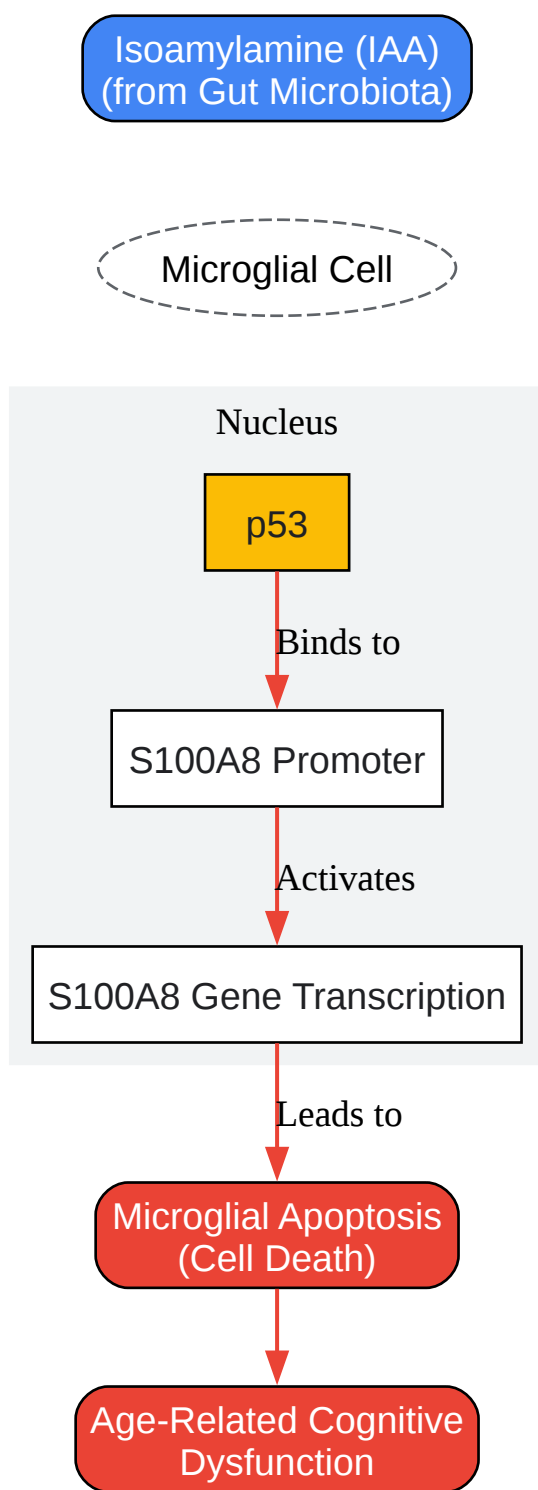 Isoamylamine (IAA)
(from Gut Microbiota)
Microglial Cell
Nucleus
p53
Binds to
S100A8 Promoter
Activates
S100A8 Gene Transcription
Leads to
Microglial Apoptosis
(Cell Death)
Age-Related Cognitive
Dysfunction